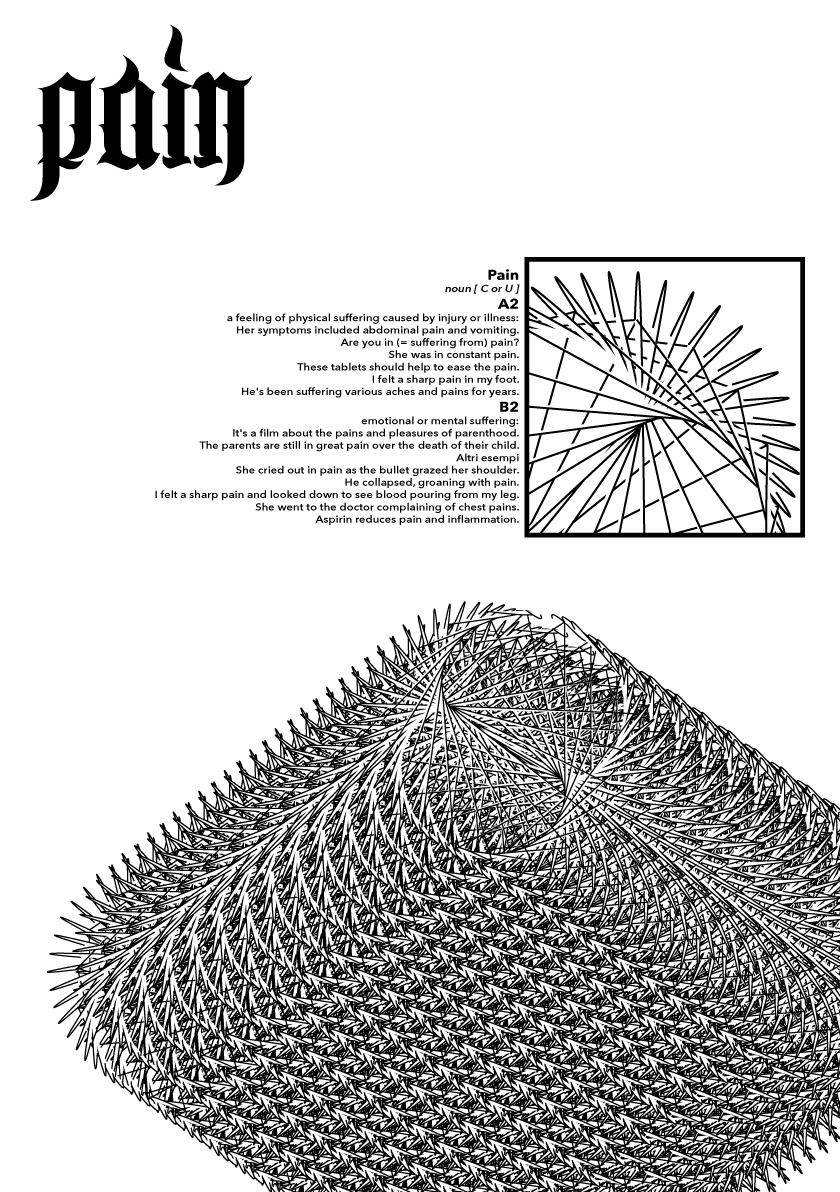 pain
Pain
noun [ C or U ]
A2
a feeling of physical suffering caused by injury or illness:
Her symptoms included abdominal pain and vomiting.
Are you in (= suffering from) pain?
She was in constant pain.
These tablets should help to ease the pain.
I felt a sharp pain in my foot.
He's been suffering various aches and pains for years.
B2
emotional or mental suffering:
It's a film about the pains and pleasures of parenthood.
The parents are still in great pain over the death of their child.
Altri esempi
She cried out in pain as the bullet grazed her shoulder.
He collapsed, groaning with pain.
I felt a sharp pain and looked down to see blood pouring from my leg.
She went to the doctor complaining of chest pains.
Aspirin reduces pain and inflammation.